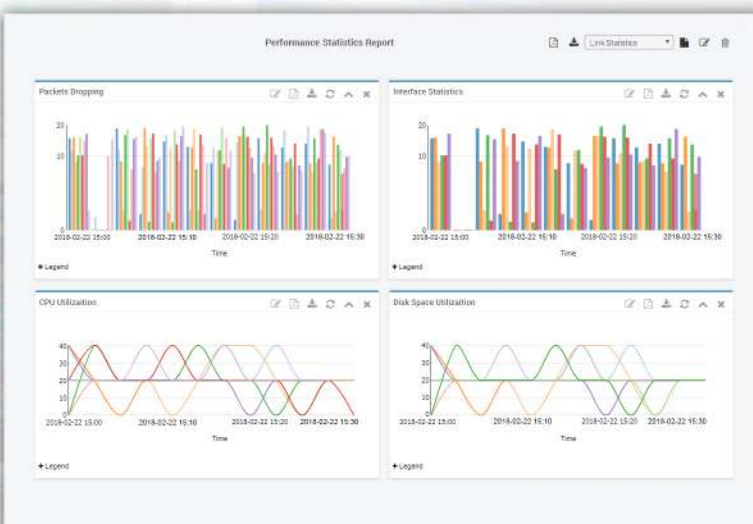 Performance Statistics Report
Link Statistics
Packets Dropping
20
10
0
2018-02-22 15:00 2018-02-22 15:10 2018-02-22 15:20 2018-02-22 15:30
Time
+ Legend
Interface Statistics
20
10
0
2018-02-22 15:00 2018-02-22 15:10 2018-02-22 15:20 2018-02-22 15:30
Time
+ Legend
CPU Utilizaition
40
30
20
10
0
2018-02-22 15:00 2018-02-22 15:10 2018-02-22 15:20 2018-02-22 15:30
Time
+ Legend
Disk Space Utilizaition
40
30
20
10
0
2018-02-22 15:00 2018-02-22 15:10 2018-02-22 15:20 2018-02-22 15:30
Time
+ Legend